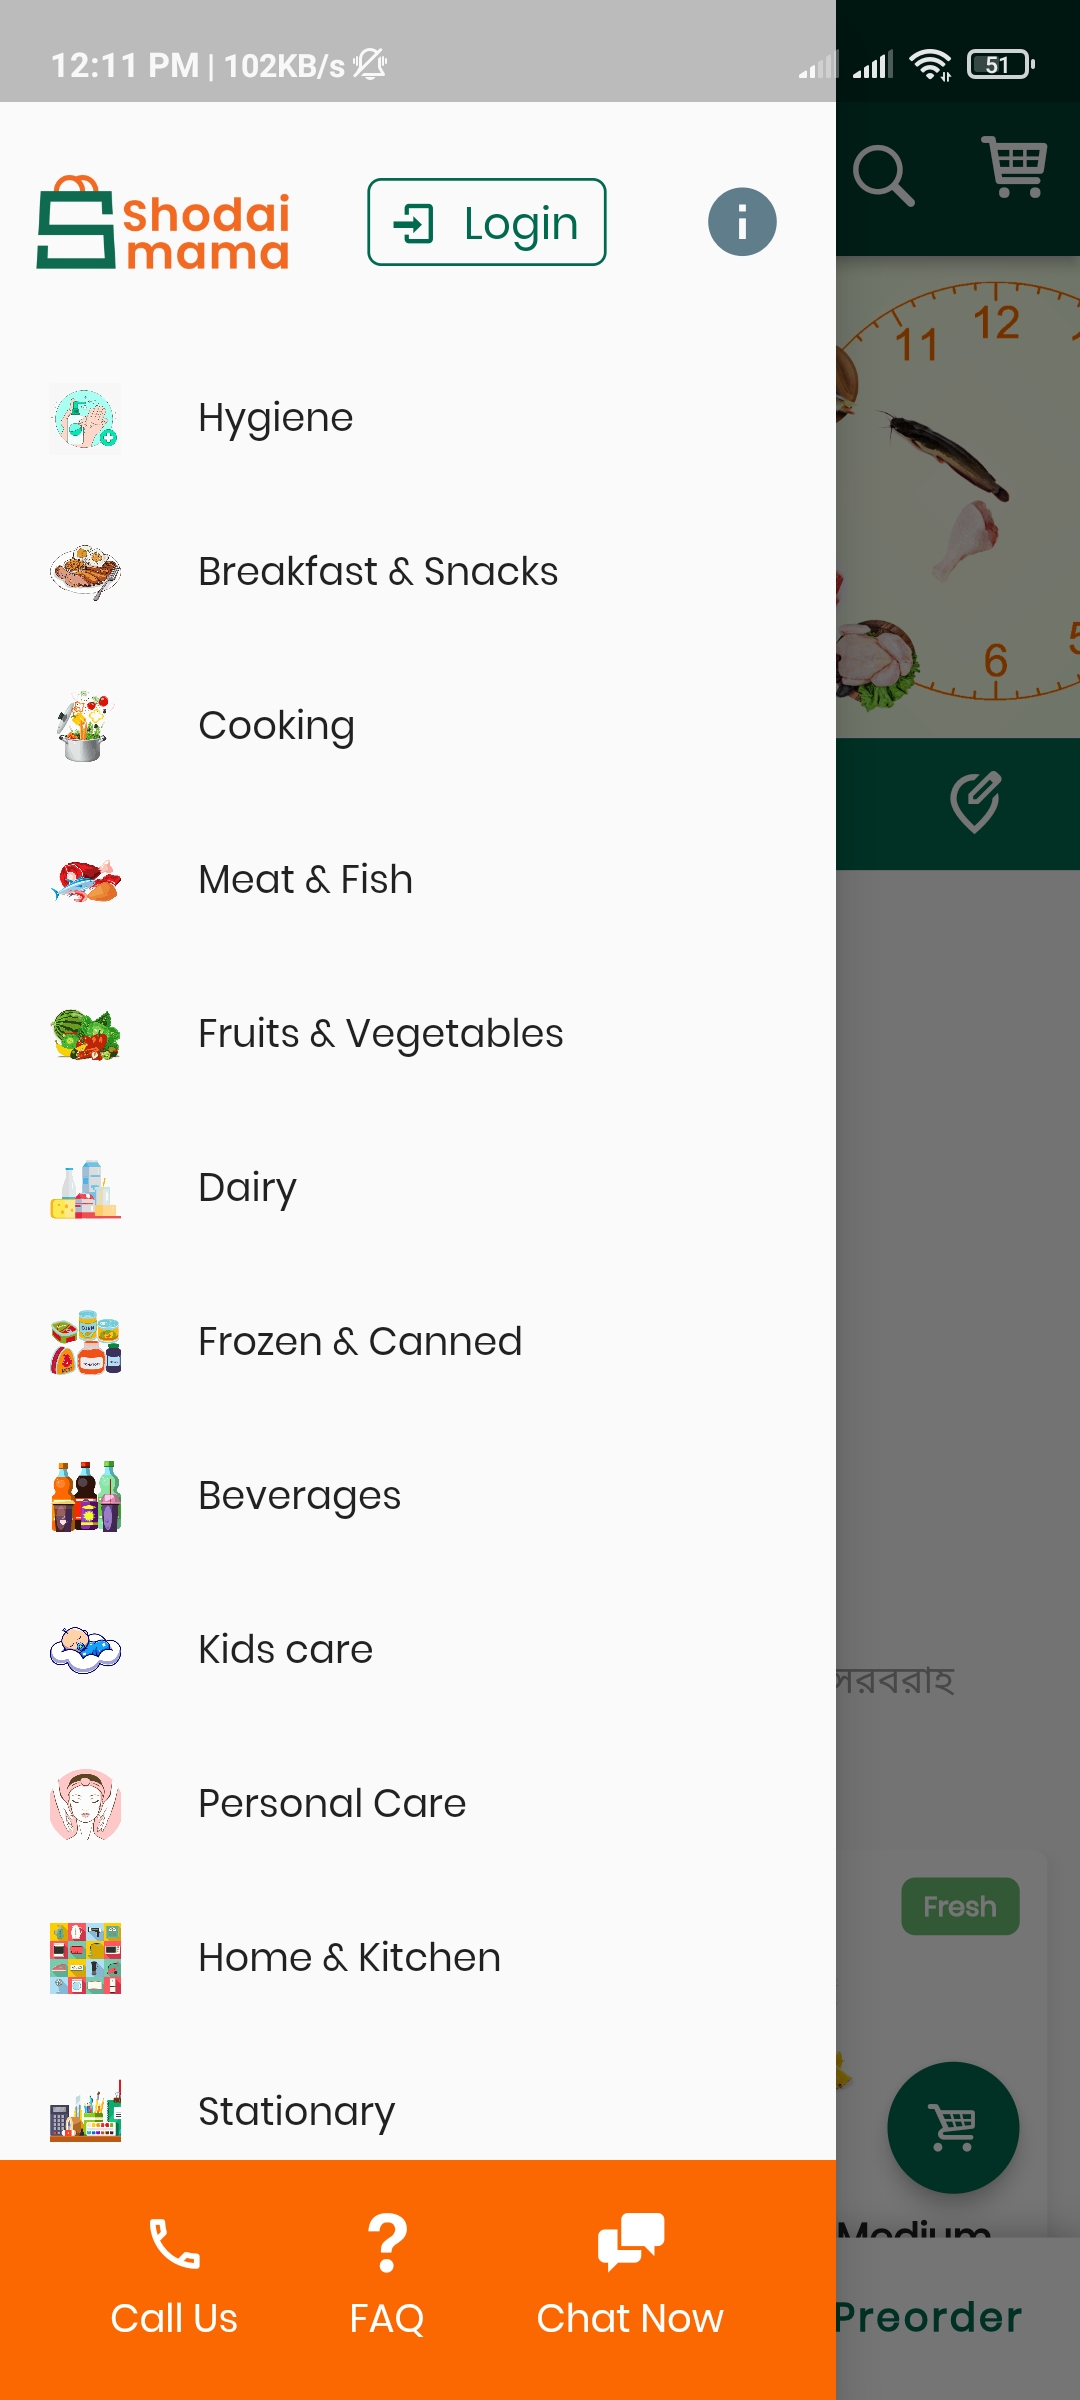 12:11 PM | 102KB/s
51
Shodai
mama
Login
11 12
6 5
Hygiene
Breakfast & Snacks
Cooking
Meat & Fish
Fruits & Vegetables
Dairy
Frozen & Canned
Beverages
Kids care
সরবরাহ
Personal Care
Fresh
Home & Kitchen
Stationary
Medium
Call Us
FAQ
Chat Now
Preorder